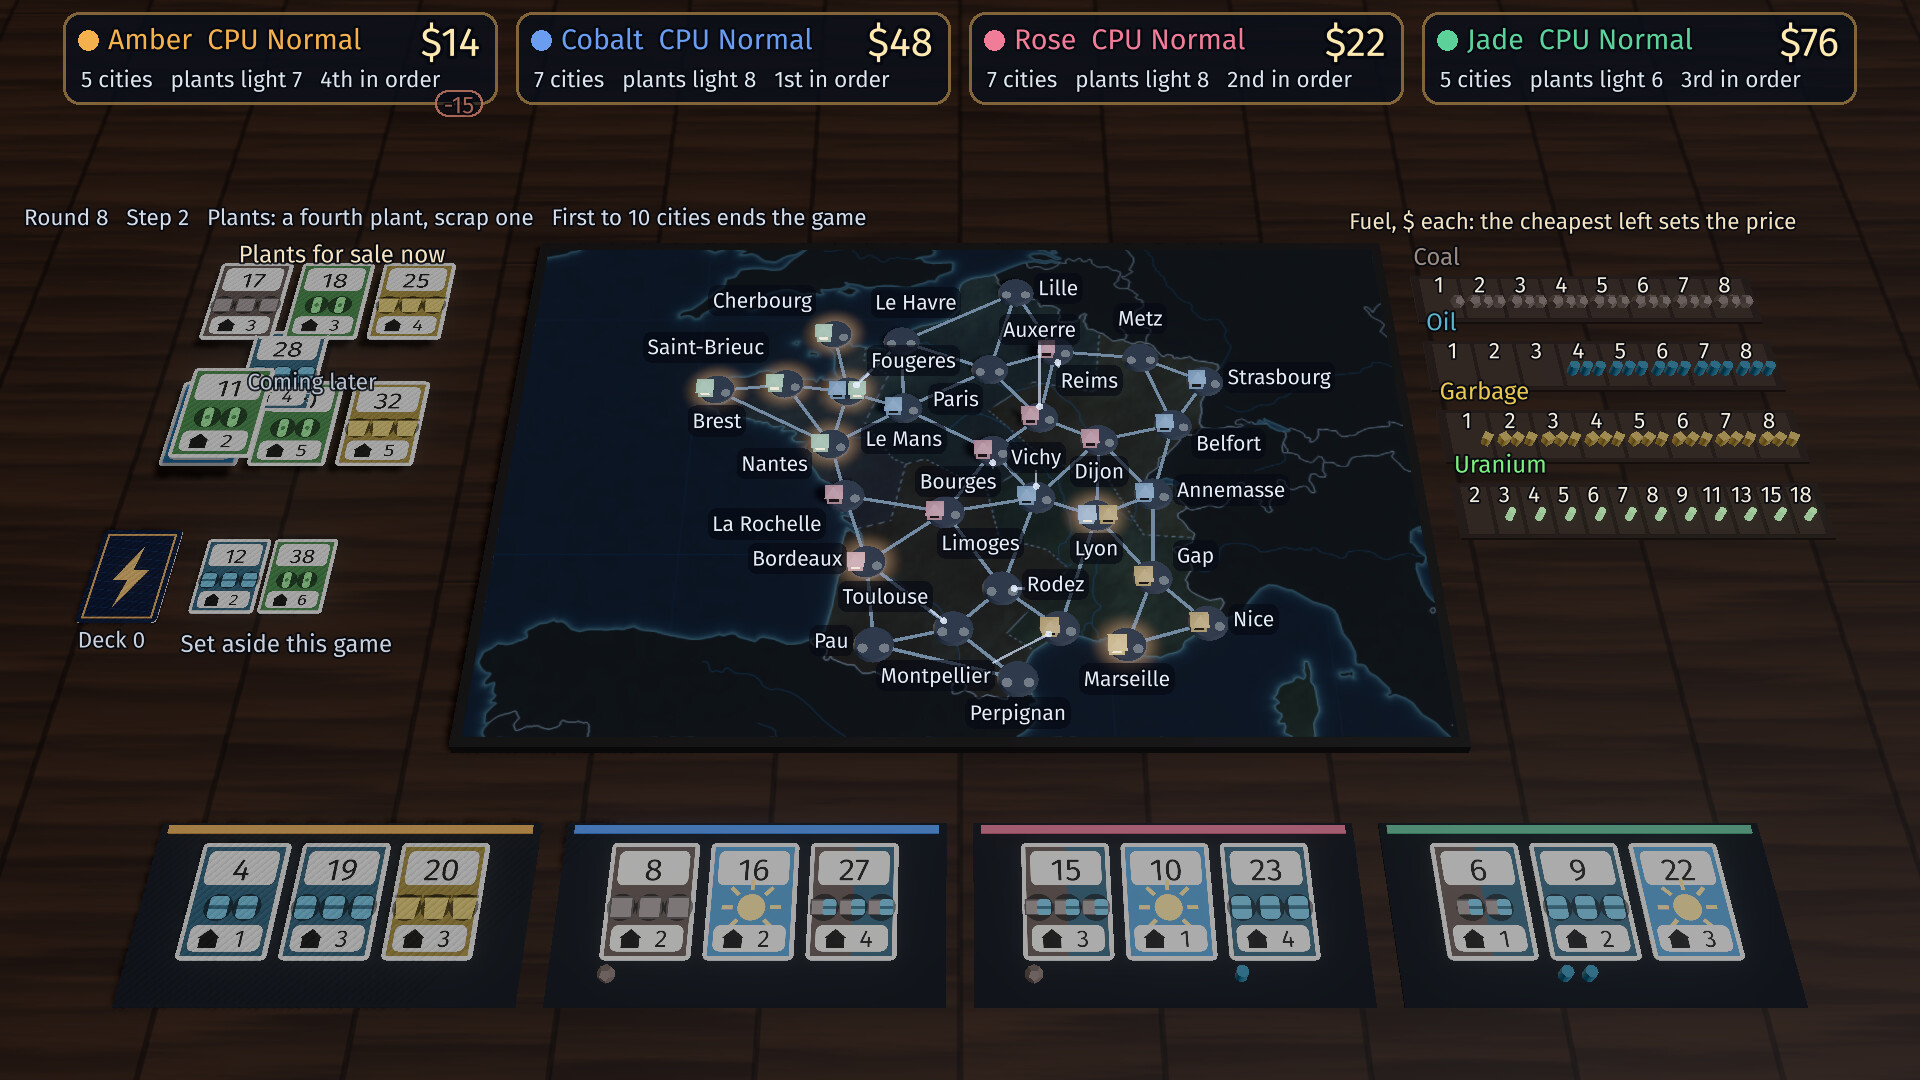 Amber CPU Normal $14
5 cities plants light 7 4th in order
-15
Cobalt CPU Normal $48
7 cities plants light 8 1st in order
Rose CPU Normal $22
7 cities plants light 8 2nd in order
Jade CPU Normal $76
5 cities plants light 6 3rd in order
Round 8 Step 2 Plants: a fourth plant, scrap one First to 10 cities ends the game
Plants for sale now
17 18 25
3 3 4
28
Coming later
11 4 32
2 5 5
Deck 0
12 38
2 6
Set aside this game
Fuel, $ each: the cheapest left sets the price
Coal
1 2 3 4 5 6 7 8
Oil
1 2 3 4 5 6 7 8
Garbage
1 2 3 4 5 6 7 8
Uranium
2 3 4 5 6 7 8 9 11 13 15 18
Lille
Cherbourg
Le Havre
Auxerre
Metz
Saint-Brieuc
Fougeres
Reims
Strasbourg
Brest
Paris
Le Mans
Belfort
Nantes
Vichy
Dijon
Bourges
Annemasse
La Rochelle
Limoges
Lyon
Bordeaux
Gap
Toulouse
Rodez
Nice
Pau
Montpellier
Marseille
Perpignan
4 19 20
1 3 3
8 16 27
2 2 4
15 10 23
3 1 4
6 9 22
1 2 3